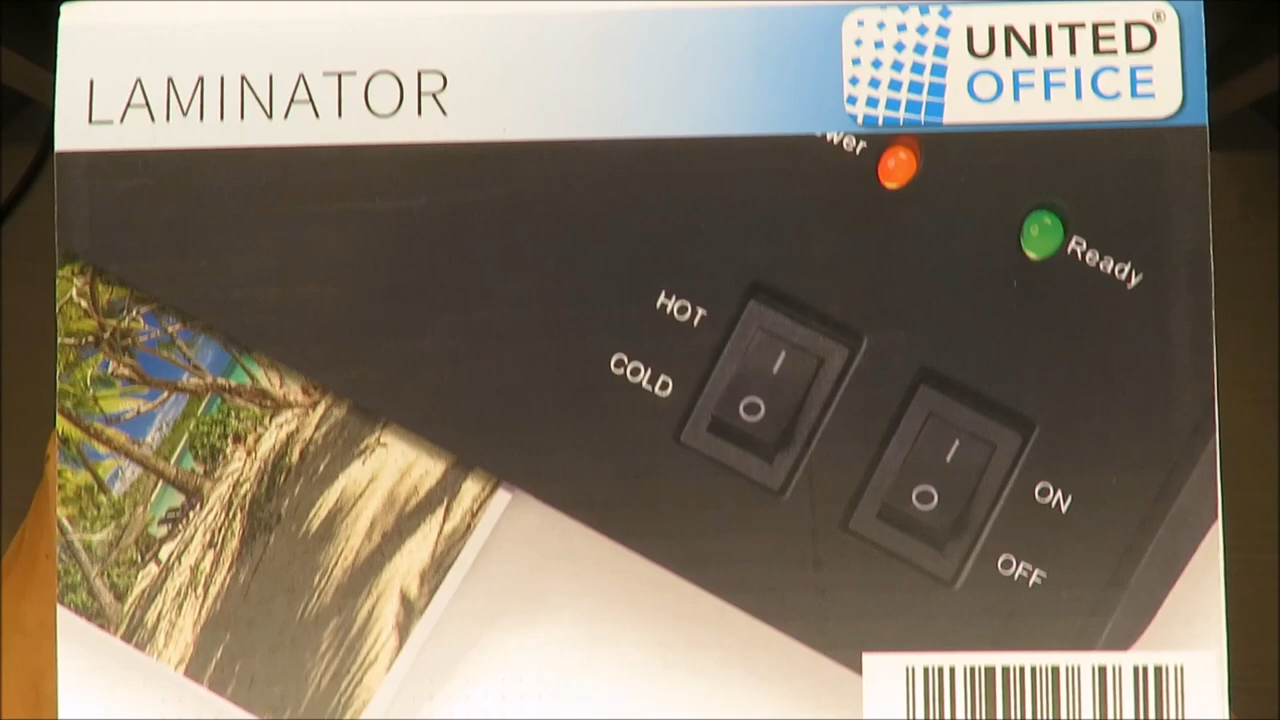 LAMINATOR
UNITED®
OFFICE
wer
Ready
HOT
COLD
I
O
I
O
ON
OFF